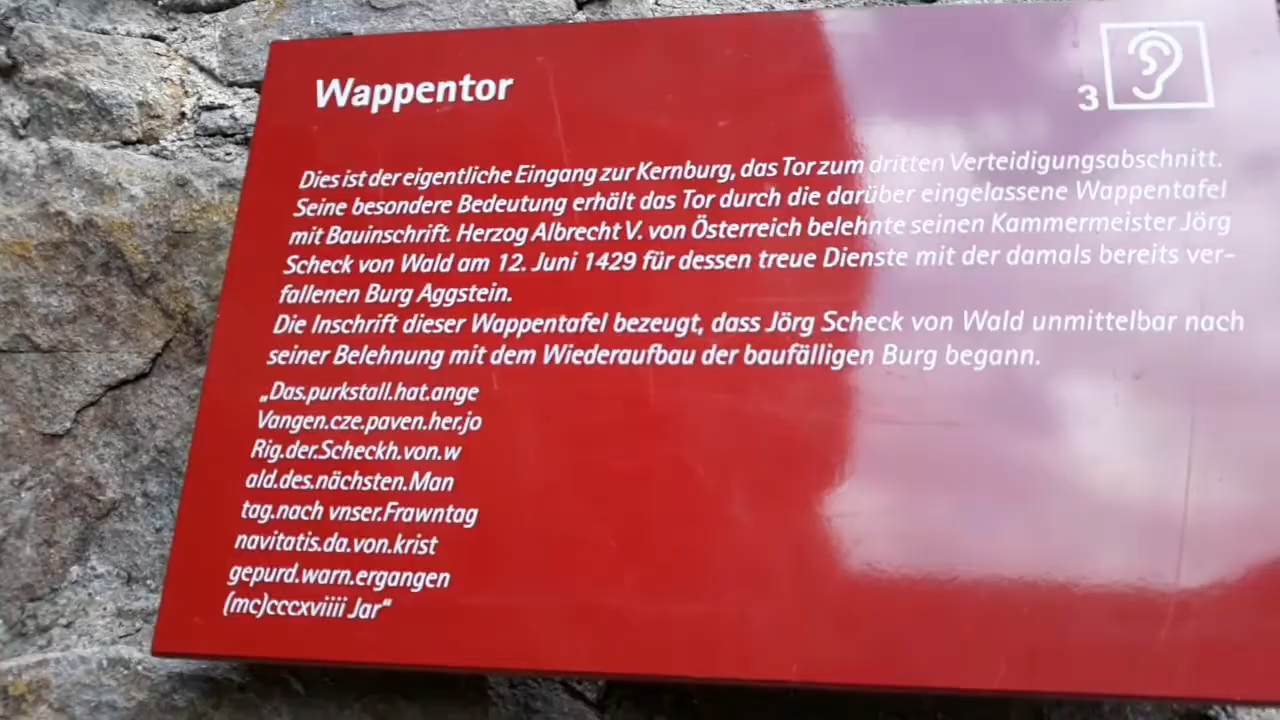 Wappentor
3
Dies ist der eigentliche Eingang zur Kernburg, das Tor zum dritten Verteidigungsabschnitt.
Seine besondere Bedeutung erhält das Tor durch die darüber eingelassene Wappentafel
mit Bauinschrift. Herzog Albrecht V. von Österreich belehnte seinen Kammermeister Jörg
Scheck von Wald am 12. Juni 1429 für dessen treue Dienste mit der damals bereits ver-
fallenen Burg Aggstein.
Die Inschrift dieser Wappentafel bezeugt, dass Jörg Scheck von Wald unmittelbar nach
seiner Belehnung mit dem Wiederaufbau der baufälligen Burg begann.
„Das.purkstall.hat.ange
Vangen.cze.paven.her.jo
Rig.der.Scheckh.von.w
ald.des.nächsten.Man
tag.nach vnser.Frawntag
navitatis.da.von.krist
gepurd.warn.ergangen
(mc)cccxviiii Jar“